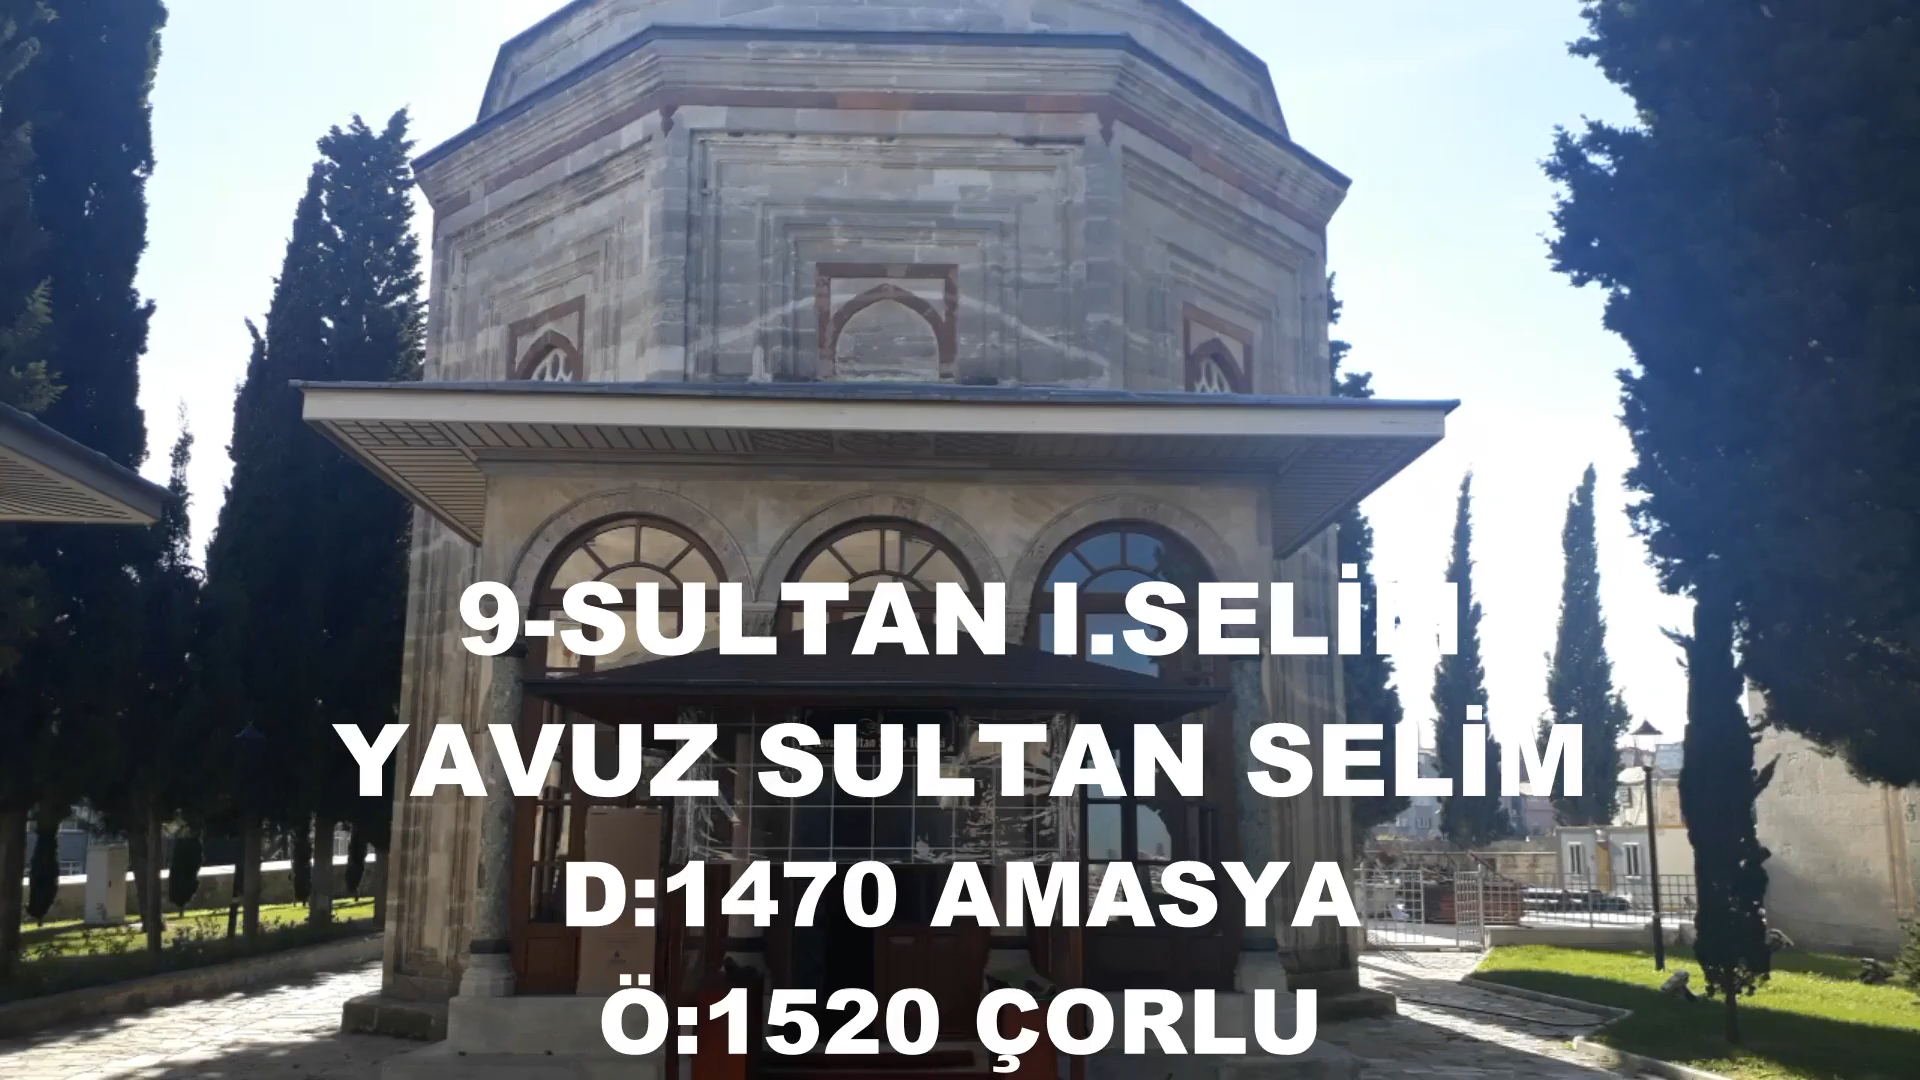 9-SULTAN I.SELİM
YAVUZ SULTAN SELİM
D:1470 AMASYA
Ö:1520 ÇORLU